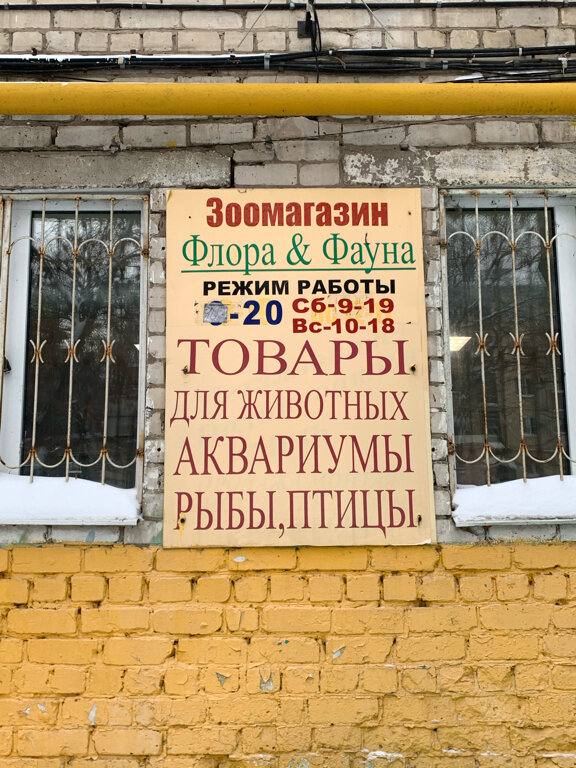 Зоомагазин
Флора & Фауна
РЕЖИМ РАБОТЫ
-20 Сб-9-19
Вс-10-18
ТОВАРЫ
ДЛЯ ЖИВОТНЫХ
АКВАРИУМЫ
РЫБЫ,ПТИЦЫ